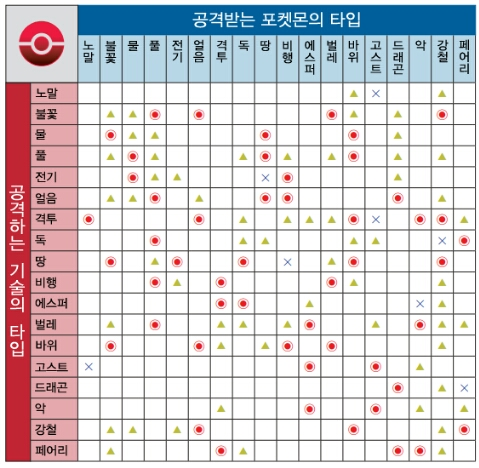 공격받는 포켓몬의 타입
노말 불꽃 물 풀 전기 얼음 격투 독 땅 비행 에스퍼 벌레 바위 고스트 드래곤 악 강철 페어리
공격하는 기술의 타입
노말
불꽃
물
풀
전기
얼음
격투
독
땅
비행
에스퍼
벌레
바위
고스트
드래곤
악
강철
페어리